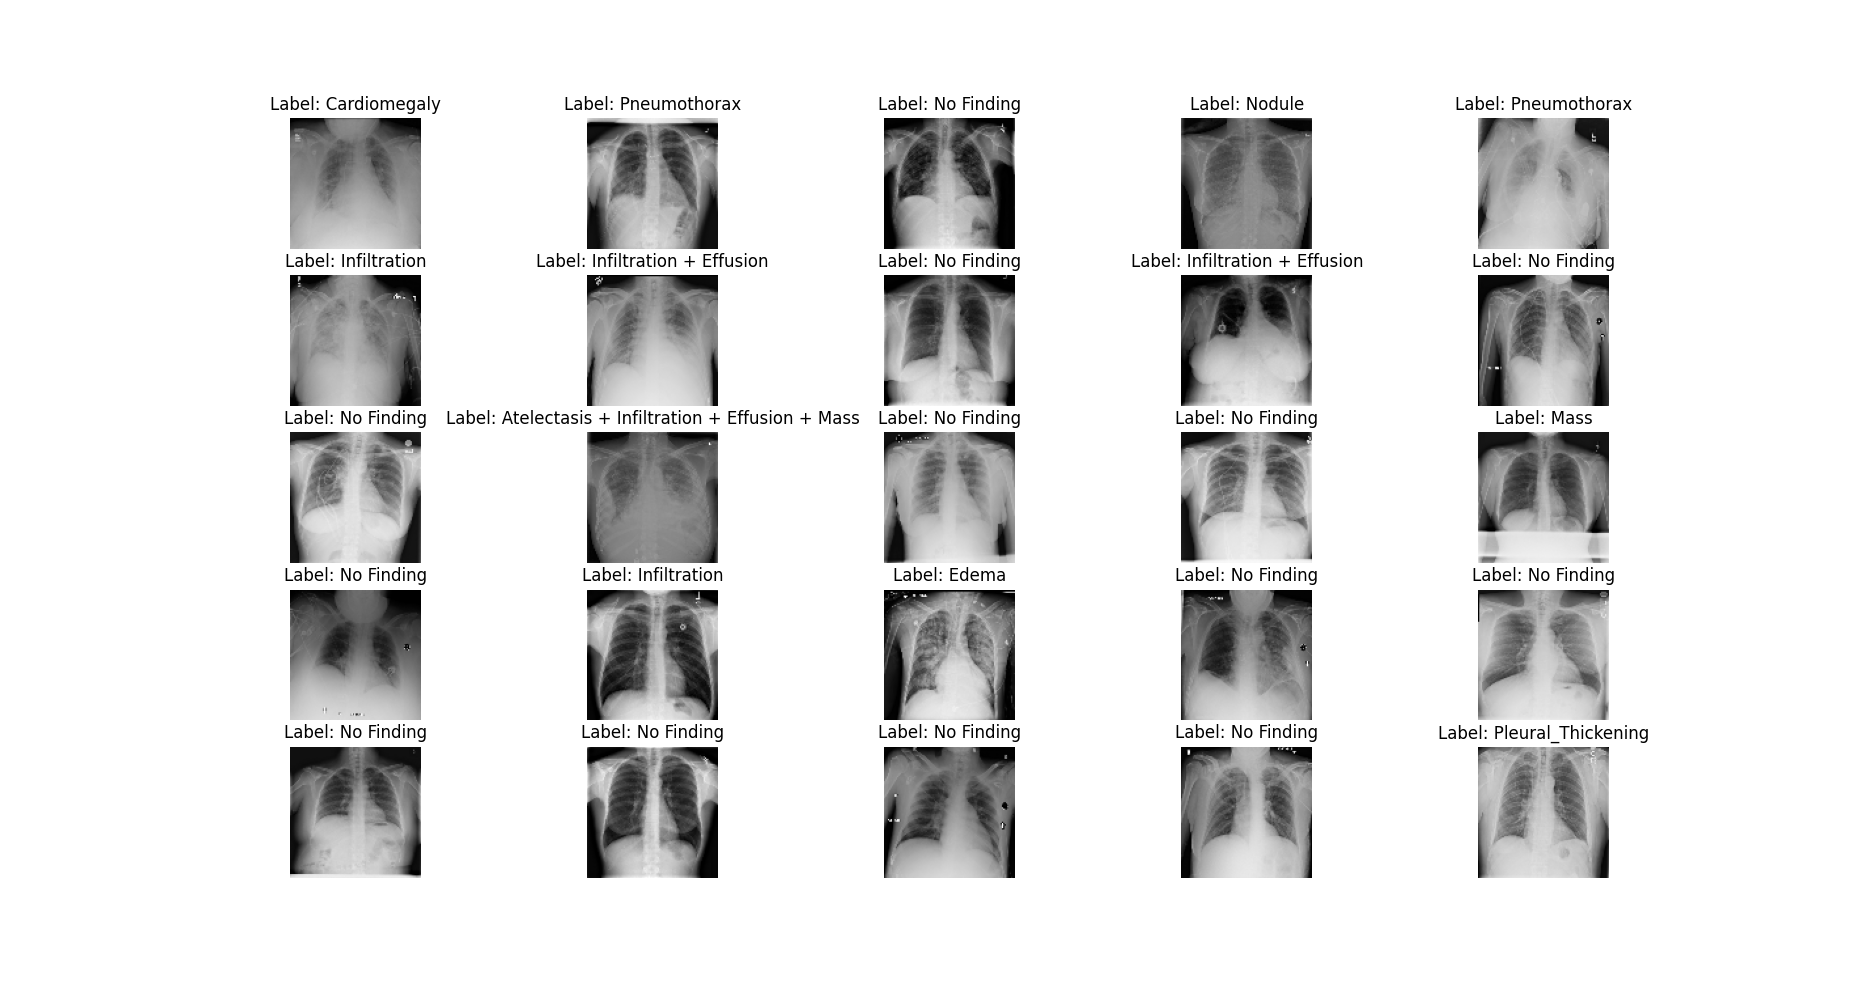 Label: Cardiomegaly
Label: Pneumothorax
Label: No Finding
Label: Nodule
Label: Pneumothorax
Label: Infiltration
Label: Infiltration + Effusion
Label: No Finding
Label: Infiltration + Effusion
Label: No Finding
Label: No Finding
Label: Atelectasis + Infiltration + Effusion + Mass
Label: No Finding
Label: No Finding
Label: Mass
Label: No Finding
Label: Infiltration
Label: Edema
Label: No Finding
Label: No Finding
Label: No Finding
Label: No Finding
Label: No Finding
Label: No Finding
Label: Pleural_Thickening